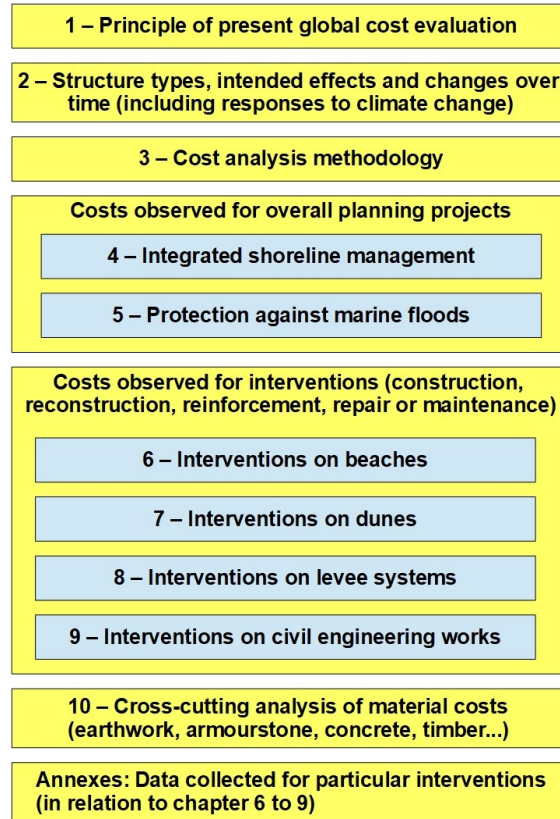 1 – Principle of present global cost evaluation
2 – Structure types, intended effects and changes over
time (including responses to climate change)
3 – Cost analysis methodology
Costs observed for overall planning projects
4 – Integrated shoreline management
5 – Protection against marine floods
Costs observed for interventions (construction,
reconstruction, reinforcement, repair or maintenance)
6 – Interventions on beaches
7 – Interventions on dunes
8 – Interventions on levee systems
9 – Interventions on civil engineering works
10 – Cross-cutting analysis of material costs
(earthwork, armourstone, concrete, timber...)
Annexes: Data collected for particular interventions
(in relation to chapter 6 to 9)